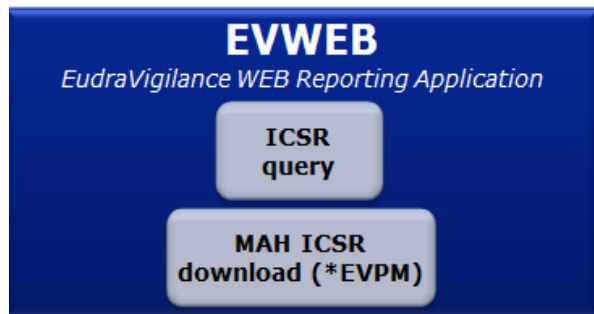 EVWEB
EudraVigilance WEB Reporting Application
ICSR
query
MAH ICSR
download (*EVPM)